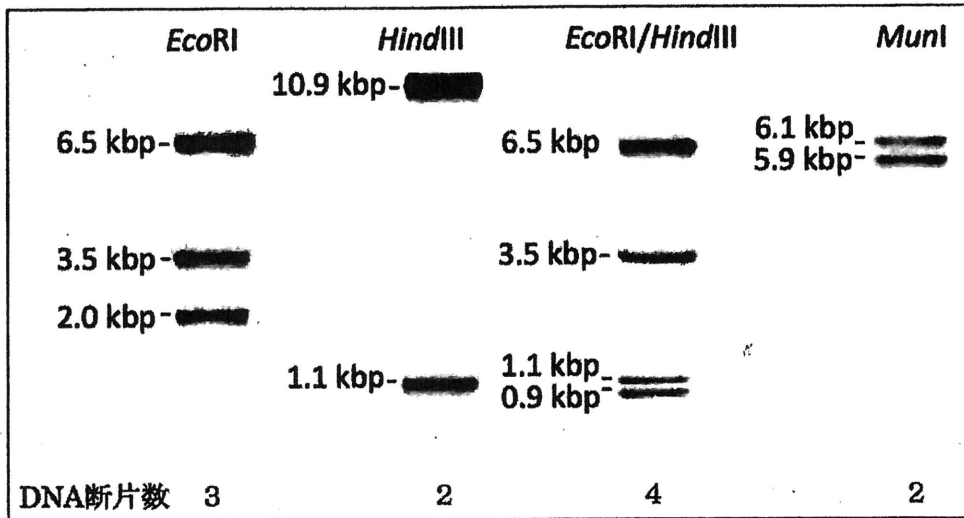 EcoRI HindIII EcoRI/HindIII MunI
10.9 kbp-
6.5 kbp- 6.5 kbp 6.1 kbp-
5.9 kbp-
3.5 kbp- 3.5 kbp-
2.0 kbp-
1.1 kbp- 1.1 kbp-
0.9 kbp-
DNA断片数 3 2 4 2